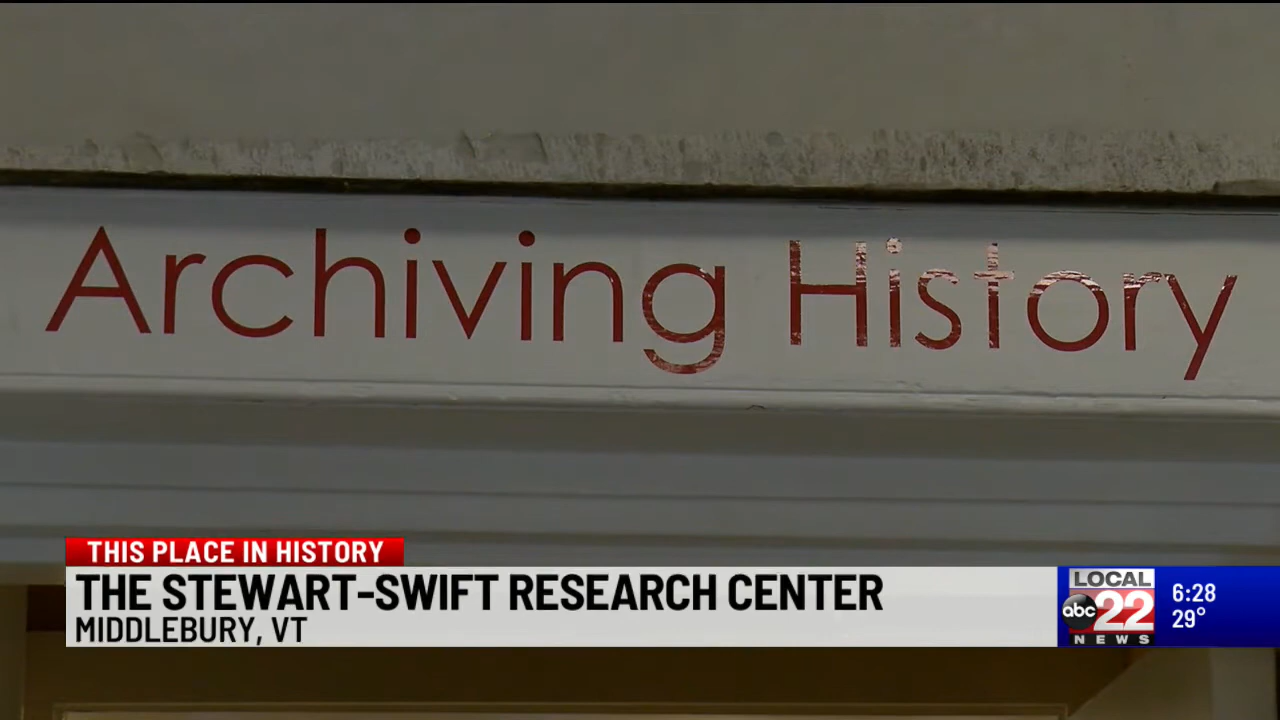 Archiving History
THIS PLACE IN HISTORY
THE STEWART-SWIFT RESEARCH CENTER
MIDDLEBURY, VT
LOCAL
abc 22
NEWS
6:28
29°